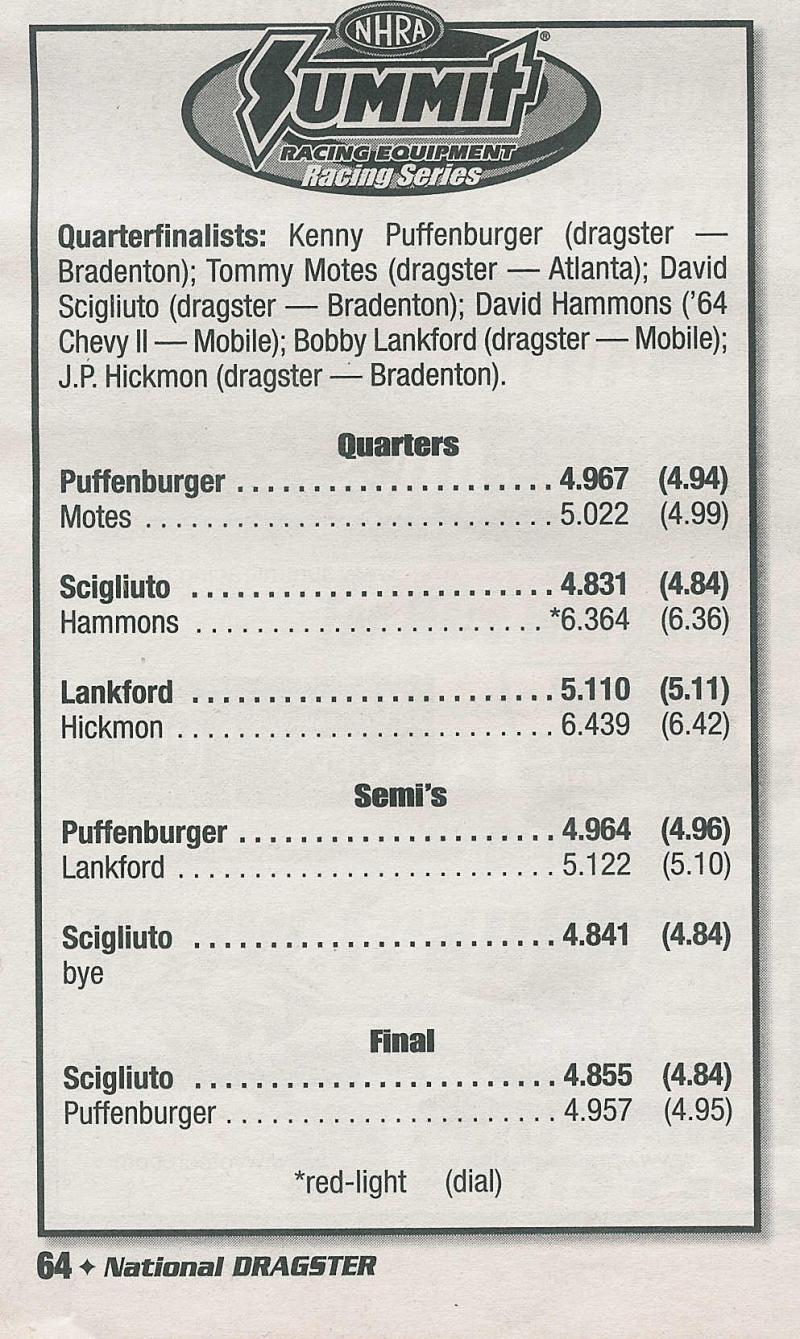 NHRA
SUMMIT®
RACING EQUIPMENT
Racing Series
Quarterfinalists: Kenny Puffenburger (dragster —
Bradenton); Tommy Motes (dragster — Atlanta); David
Scigliuto (dragster — Bradenton); David Hammons ('64
Chevy II — Mobile); Bobby Lankford (dragster — Mobile);
J.P. Hickmon (dragster — Bradenton).
Quarters
Puffenburger ..................... 4.967 (4.94)
Motes ........................... 5.022 (4.99)
Scigliuto ........................ 4.831 (4.84)
Hammons ....................... *6.364 (6.36)
Lankford ........................ 5.110 (5.11)
Hickmon ......................... 6.439 (6.42)
Semi's
Puffenburger ..................... 4.964 (4.96)
Lankford ......................... 5.122 (5.10)
Scigliuto ........................ 4.841 (4.84)
bye
Final
Scigliuto ........................ 4.855 (4.84)
Puffenburger ...................... 4.957 (4.95)
*red-light (dial)
64 ✦ National DRAGSTER